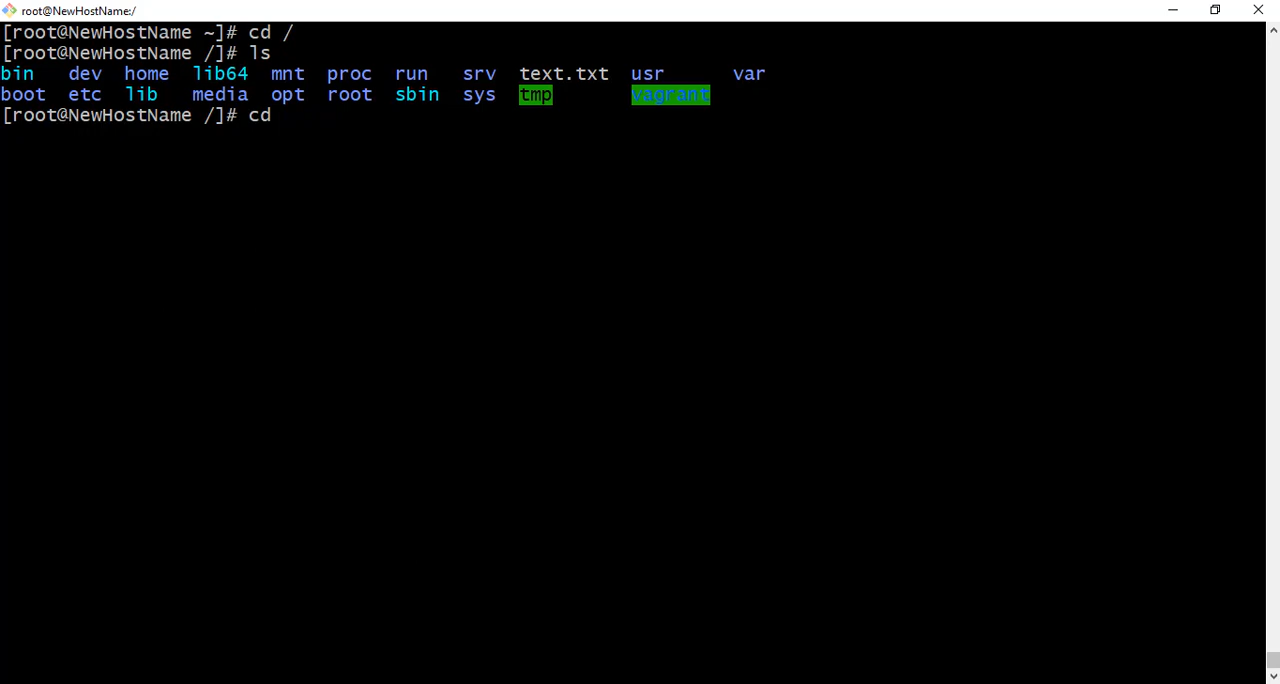 root@NewHostName:/
[root@NewHostName ~]# cd /
[root@NewHostName /]# ls
bin dev home lib64 mnt proc run srv text.txt usr var
boot etc lib media opt root sbin sys tmp vagrant
[root@NewHostName /]# cd